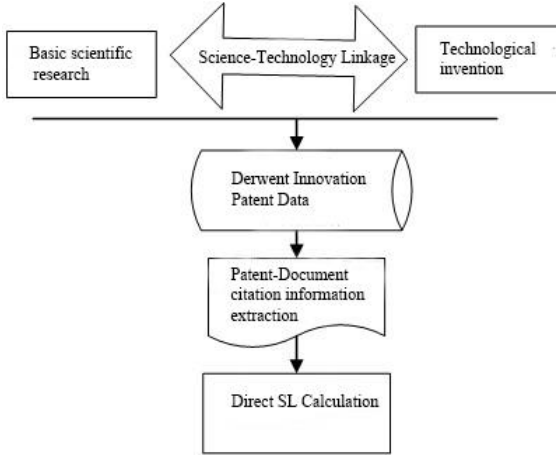 Basic scientific
research
Science-Technology Linkage
Technological
invention
Derwent Innovation
Patent Data
Patent-Document
citation information
extraction
Direct SL Calculation